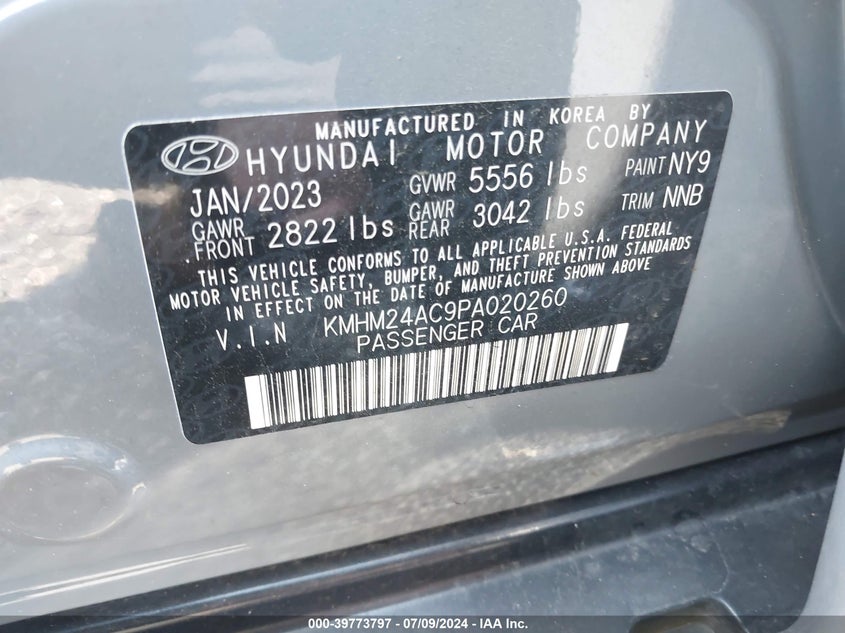 MANUFACTURED IN KOREA BY
HYUNDAI MOTOR COMPANY
JAN/2023 GVWR 5556 lbs PAINT NY9
GAWR FRONT 2822 lbs GAWR REAR 3042 lbs TRIM NNB
THIS VEHICLE CONFORMS TO ALL APPLICABLE U.S.A. FEDERAL
MOTOR VEHICLE SAFETY, BUMPER, AND THEFT PREVENTION STANDARDS
IN EFFECT ON THE DATE OF MANUFACTURE SHOWN ABOVE
V.I.N KMHM24AC9PA020260
PASSENGER CAR
000-39773797 - 07/09/2024 - IAA Inc.